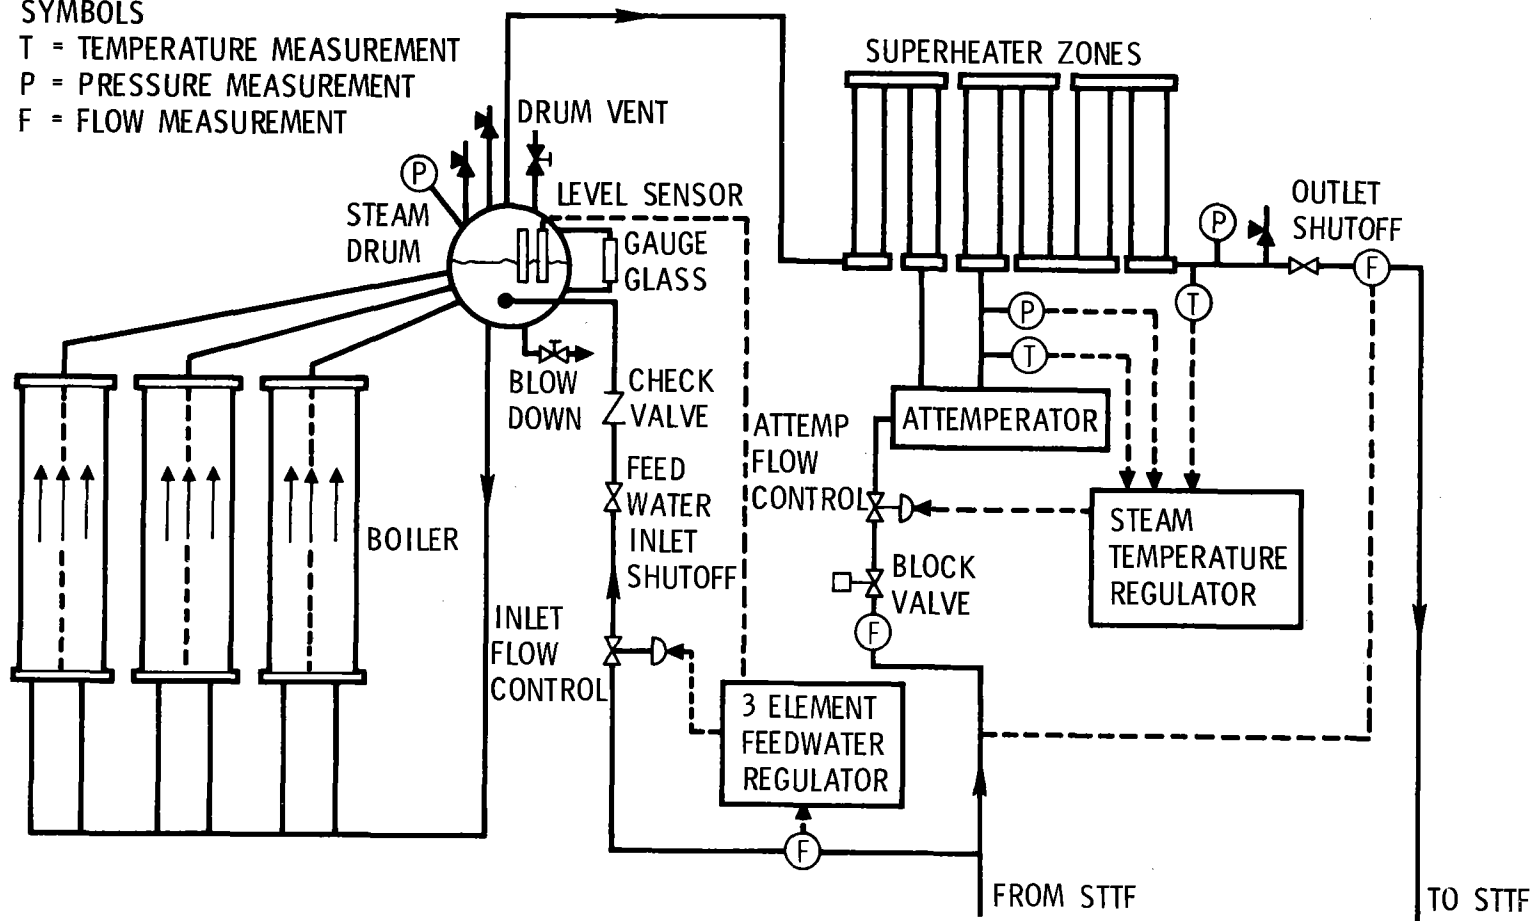 SYMBOLS
T = TEMPERATURE MEASUREMENT
P = PRESSURE MEASUREMENT
F = FLOW MEASUREMENT
SUPERHEATER ZONES
DRUM VENT
P
STEAM
DRUM
LEVEL SENSOR
GAUGE
GLASS
OUTLET
SHUTOFF
P
F
T
P
T
BLOW
DOWN
CHECK
VALVE
ATTEMPERATOR
ATTEMP
FLOW
CONTROL
FEED
WATER
INLET
SHUTOFF
BOILER
STEAM
TEMPERATURE
REGULATOR
BLOCK
VALVE
F
INLET
FLOW
CONTROL
3 ELEMENT
FEEDWATER
REGULATOR
F
FROM STTF
TO STTF